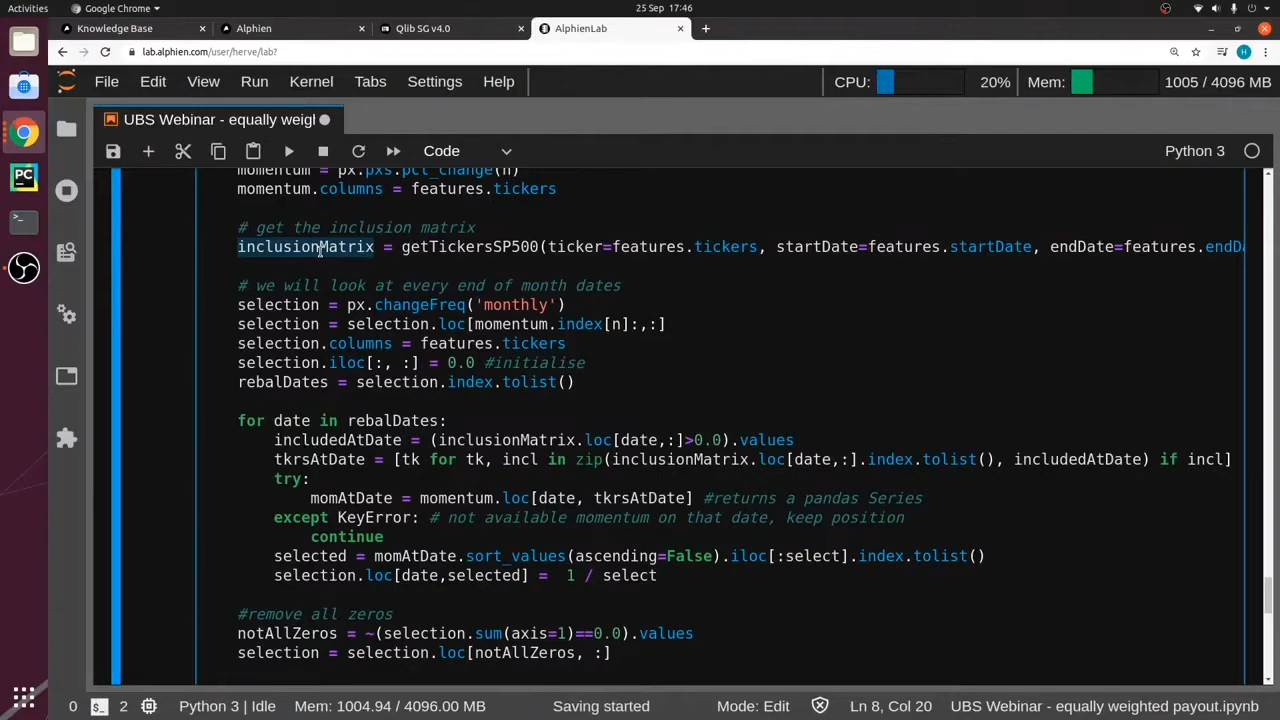 Activities
Google Chrome
25 Sep 17:46
Knowledge Base
Alphien
Qlib SG v4.0
AlphienLab
lab.alphien.com/user/herve/lab?
H
File Edit View Run Kernel Tabs Settings Help
CPU: 20% Mem: 1005 / 4096 MB
UBS Webinar - equally weigl
Code
Python 3
momentum = px.pxs.pct_change(n)
momentum.columns = features.tickers
# get the inclusion matrix
inclusionMatrix = getTickersSP500(ticker=features.tickers, startDate=features.startDate, endDate=features.endDa
# we will look at every end of month dates
selection = px.changeFreq('monthly')
selection = selection.loc[momentum.index[n]:,:]
selection.columns = features.tickers
selection.iloc[:, :] = 0.0 #initialise
rebalDates = selection.index.tolist()
for date in rebalDates:
includedAtDate = (inclusionMatrix.loc[date,:]>0.0).values
tkrsAtDate = [tk for tk, incl in zip(inclusionMatrix.loc[date,:].index.tolist(), includedAtDate) if incl]
try:
momAtDate = momentum.loc[date, tkrsAtDate] #returns a pandas Series
except KeyError: # not available momentum on that date, keep position
continue
selected = momAtDate.sort_values(ascending=False).iloc[:select].index.tolist()
selection.loc[date,selected] = 1 / select
#remove all zeros
notAllZeros = ~(selection.sum(axis=1)==0.0).values
selection = selection.loc[notAllZeros, :]
0 $_ 2 Python 3 | Idle Mem: 1004.94 / 4096.00 MB Saving started Mode: Edit Ln 8, Col 20 UBS Webinar - equally weighted payout.ipynb